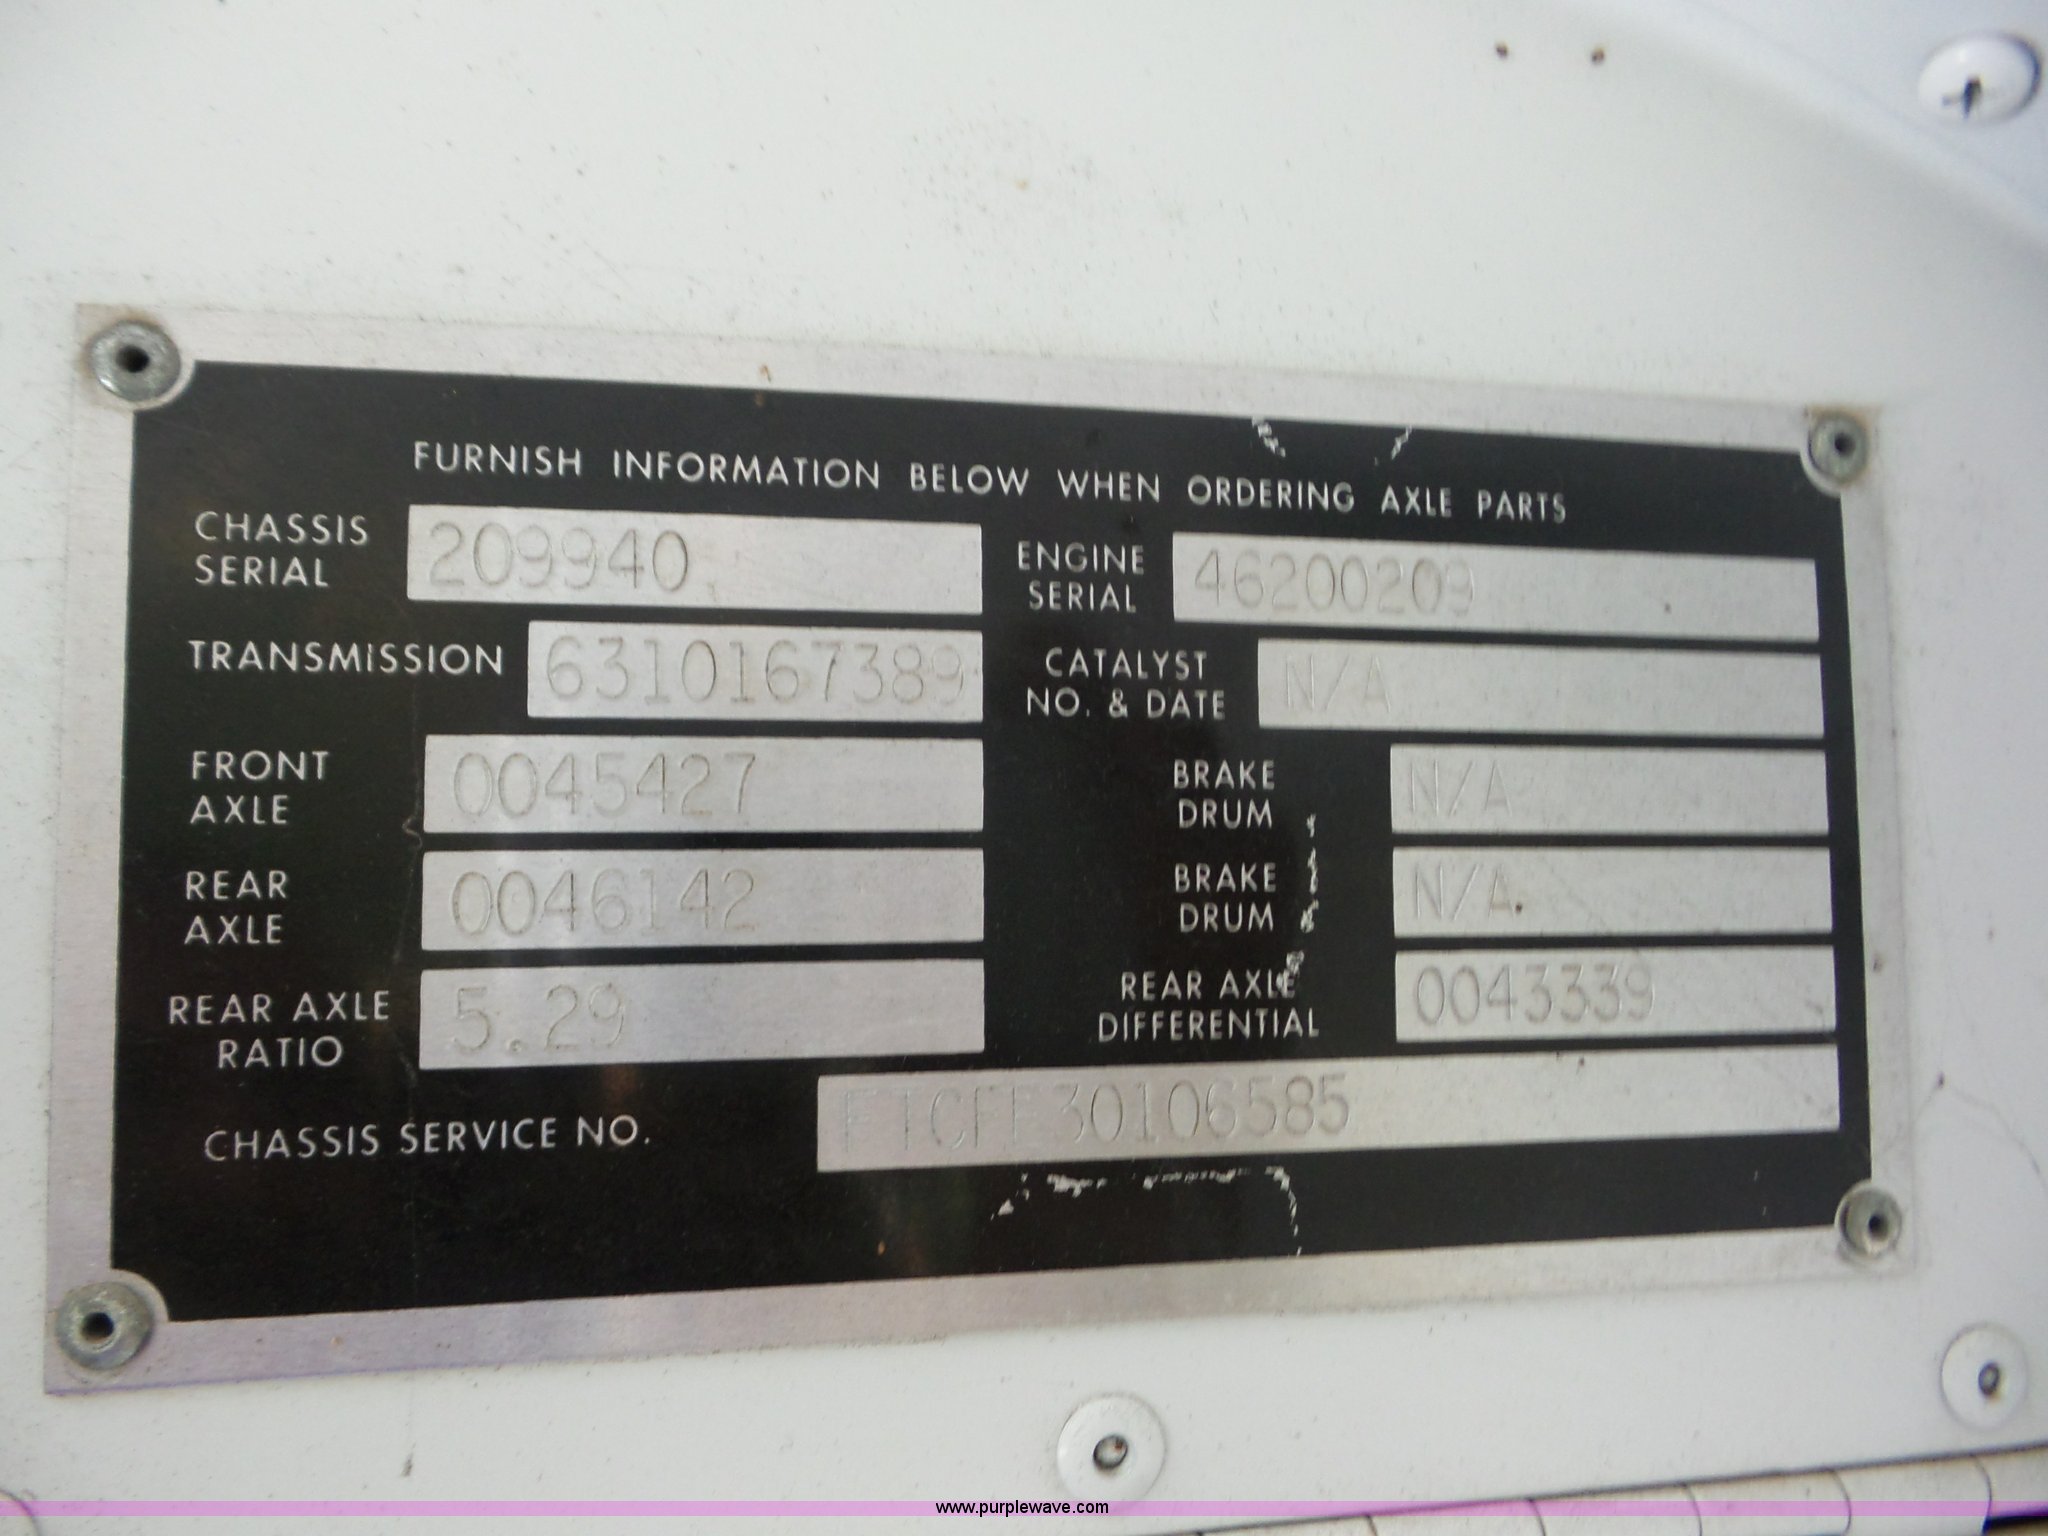 FURNISH INFORMATION BELOW WHEN ORDERING AXLE PARTS
CHASSIS SERIAL 209940
ENGINE SERIAL 46200209
TRANSMISSION 6310167389
CATALYST NO. & DATE N/A
FRONT AXLE 0045427
BRAKE DRUM N/A
REAR AXLE 0046142
BRAKE DRUM N/A
REAR AXLE RATIO 5.29
REAR AXLE DIFFERENTIAL 0043339
CHASSIS SERVICE NO.
www.purplewave.com